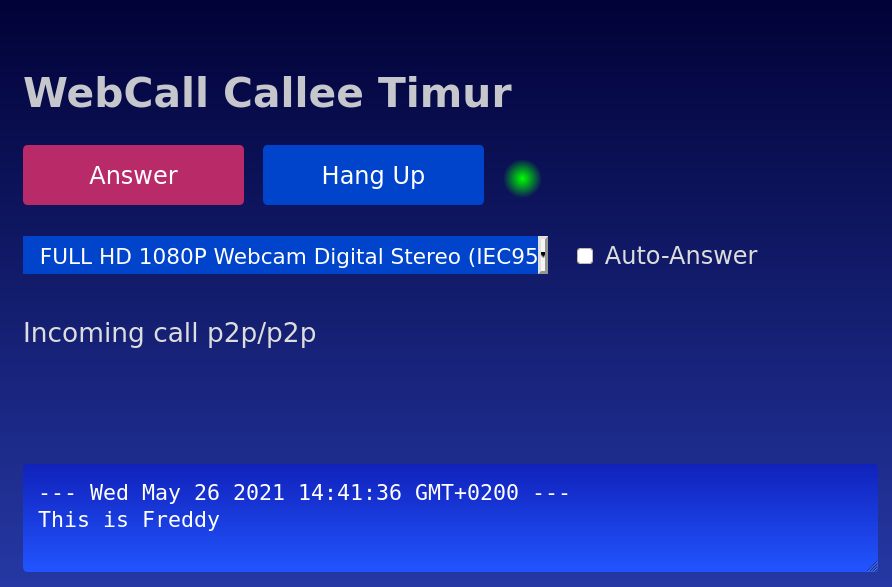 WebCall Callee Timur
Answer
Hang Up
FULL HD 1080P Webcam Digital Stereo (IEC95
Auto-Answer
Incoming call p2p/p2p
--- Wed May 26 2021 14:41:36 GMT+0200 ---
This is Freddy